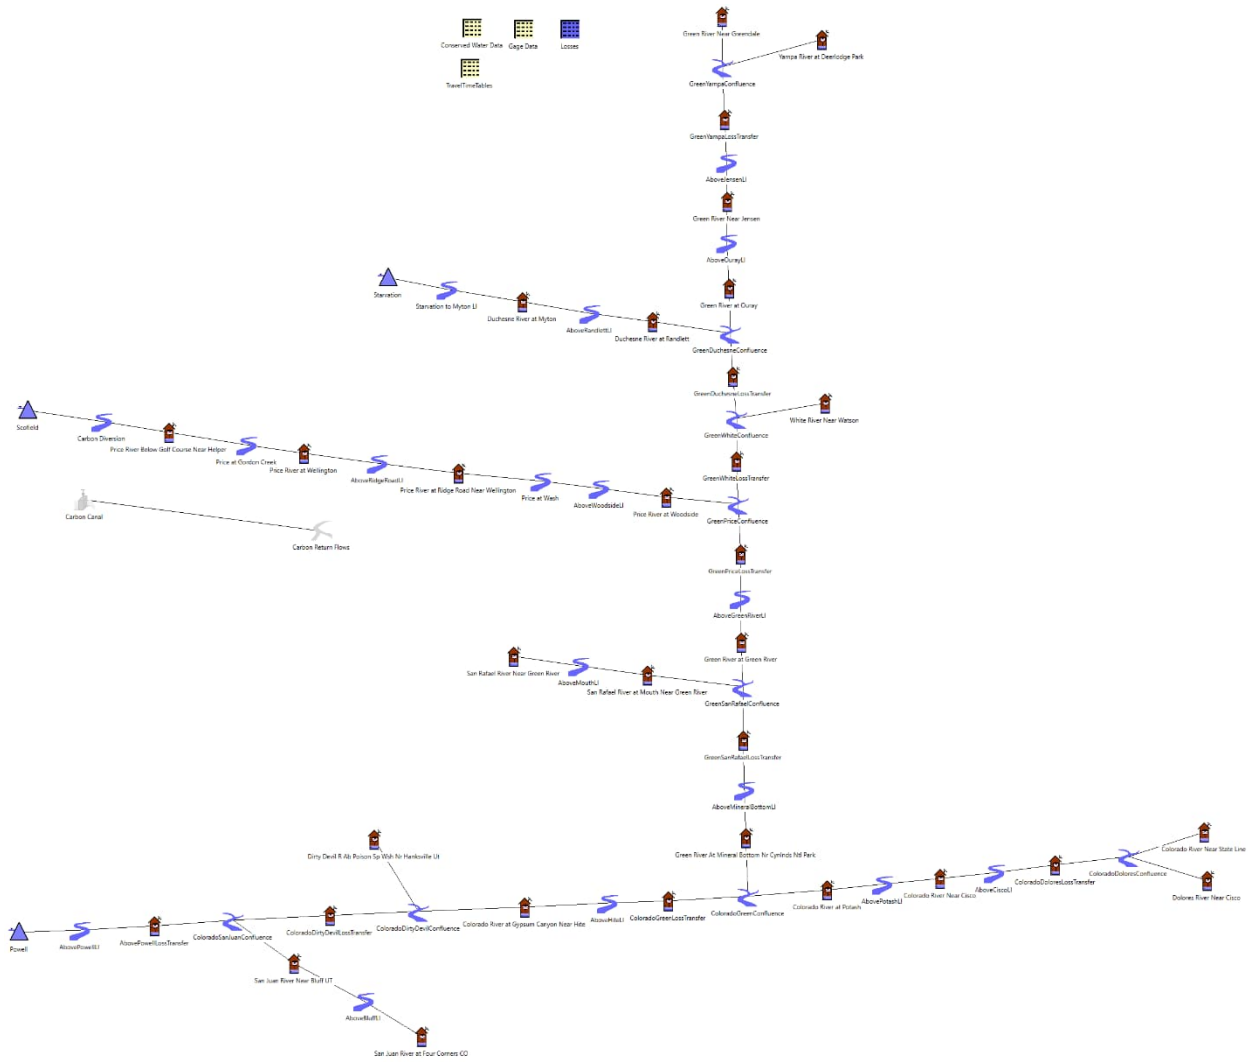 Green River Near Greendale
Conserved Water Data
Gage Data
Losses
Yampa River at Deerlodge Park
TravelTimeTables
GreenYampaConfluence
GreenYampaLossTransfer
AboveJensenLI
Green River Near Jensen
AboveOurayLI
Starvation
Starvation to Myton LI
Green River at Ouray
Duchesne River at Myton
AboveRandlettLI
Duchesne River at Randlett
GreenDuchesneConfluence
GreenDuchesneLossTransfer
White River Near Watson
Scofield
Carbon Diversion
GreenWhiteConfluence
Price River Below Golf Course Near Helper
Price at Gordon Creek
Price River at Wellington
AboveRidgeRoadLI
GreenWhiteLossTransfer
Price River at Ridge Road Near Wellington
Price at Wash
AboveWoodsideLI
Price River at Woodside
Carbon Canal
GreenPriceConfluence
Carbon Return Flows
GreenPriceLossTransfer
AboveGreenRiverLI
Green River at Green River
San Rafael River Near Green River
AboveMouthLI
San Rafael River at Mouth Near Green River
GreenSanRafaelConfluence
GreenSanRafaelLossTransfer
AboveMineralBottomLI
Dirty Devil R Ab Poison Sp Wsh Nr Hanksville Ut
Green River At Mineral Bottom Nr Cynlnds Ntl Park
Colorado River Near State Line
ColoradoDoloresConfluence
ColoradoDoloresLossTransfer
AboveCiscoLI
Colorado River Near Cisco
Dolores River Near Cisco
AbovePotashLI
Colorado River at Potash
ColoradoGreenConfluence
ColoradoGreenLossTransfer
AboveHiteLI
Colorado River at Gypsum Canyon Near Hite
ColoradoDirtyDevilConfluence
ColoradoDirtyDevilLossTransfer
ColoradoSanJuanConfluence
AbovePowellLossTransfer
AbovePowellLI
Powell
San Juan River Near Bluff UT
AboveBluffLI
San Juan River at Four Corners CO